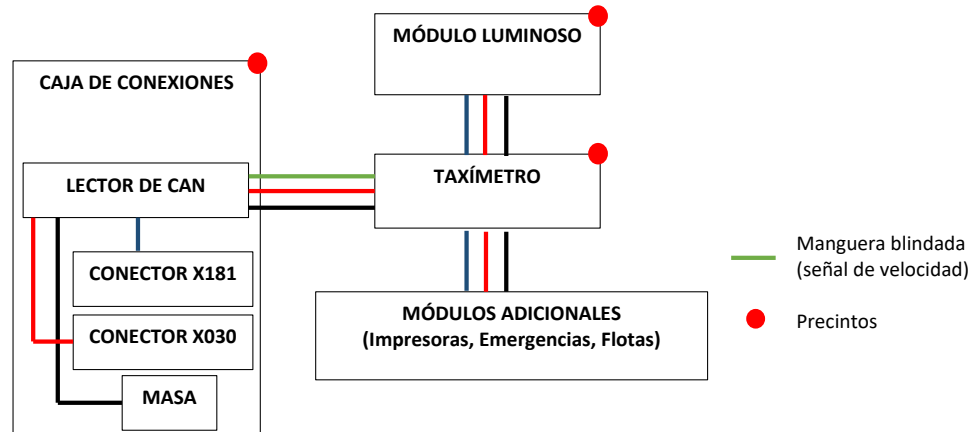 MÓDULO LUMINOSO
CAJA DE CONEXIONES
LECTOR DE CAN
TAXÍMETRO
CONECTOR X181
CONECTOR X030
MASA
MÓDULOS ADICIONALES
(Impresoras, Emergencias, Flotas)
Manguera blindada
(señal de velocidad)
Precintos